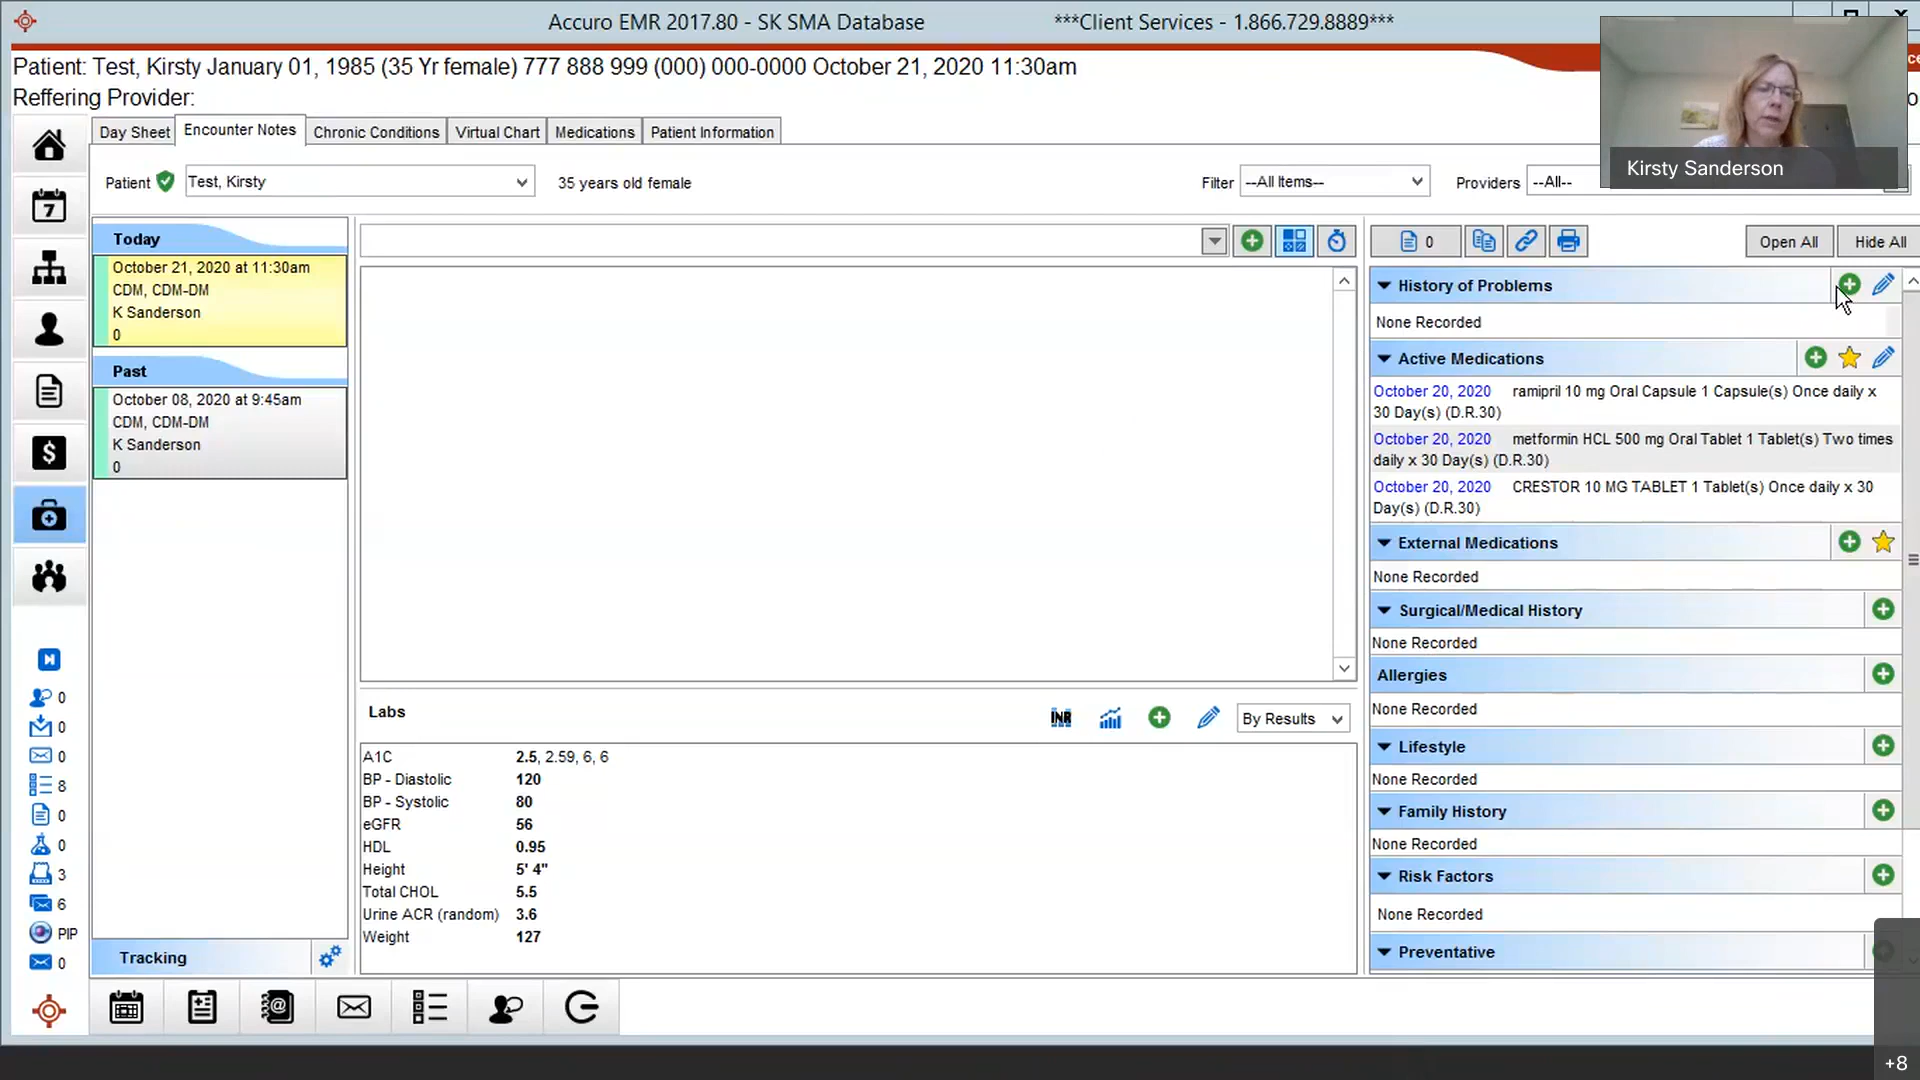 Accuro EMR 2017.80 - SK SMA Database ***Client Services - 1.866.729.8889***
Patient: Test, Kirsty January 01, 1985 (35 Yr female) 777 888 999 (000) 000-0000 October 21, 2020 11:30am
Reffering Provider:
Kirsty Sanderson
Day Sheet Encounter Notes Chronic Conditions Virtual Chart Medications Patient Information
Patient Test, Kirsty 35 years old female Filter --All Items-- Providers --All--
7
Today
October 21, 2020 at 11:30am
CDM, CDM-DM
K Sanderson
0
Past
October 08, 2020 at 9:45am
CDM, CDM-DM
K Sanderson
0
Tracking
0
0
0
8
0
0
3
6
PIP
0
$
Labs INR By Results
A1C 2.5, 2.59, 6, 6
BP - Diastolic 120
BP - Systolic 80
eGFR 56
HDL 0.95
Height 5' 4"
Total CHOL 5.5
Urine ACR (random) 3.6
Weight 127
0 Open All Hide All
History of Problems
None Recorded
Active Medications
October 20, 2020 ramipril 10 mg Oral Capsule 1 Capsule(s) Once daily x
30 Day(s) (D.R.30)
October 20, 2020 metformin HCL 500 mg Oral Tablet 1 Tablet(s) Two times
daily x 30 Day(s) (D.R.30)
October 20, 2020 CRESTOR 10 MG TABLET 1 Tablet(s) Once daily x 30
Day(s) (D.R.30)
External Medications
None Recorded
Surgical/Medical History
None Recorded
Allergies
None Recorded
Lifestyle
None Recorded
Family History
None Recorded
Risk Factors
None Recorded
Preventative
+8